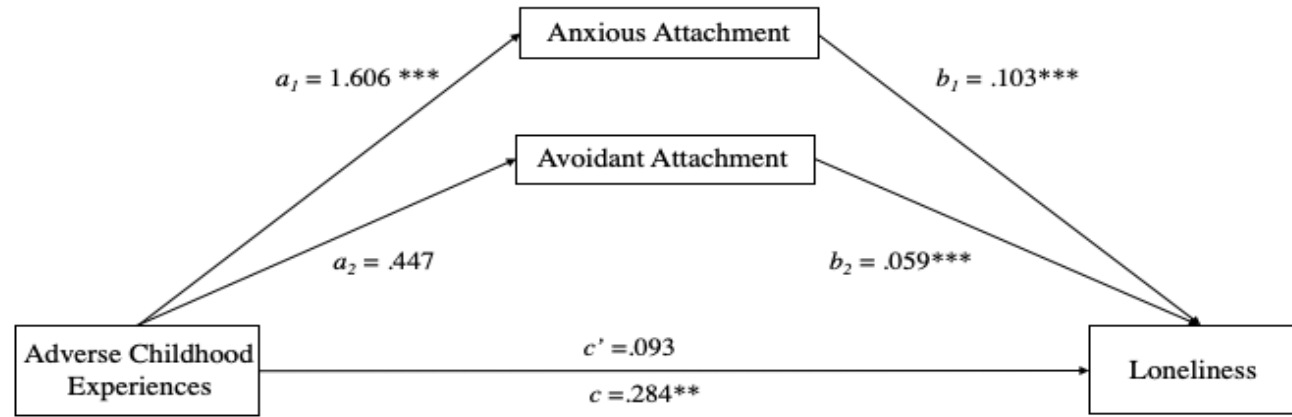 Anxious Attachment
a₁ = 1.606 ***
b₁ = .103***
Avoidant Attachment
a₂ = .447
b₂ = .059***
Adverse Childhood
Experiences
c’ =.093
c =.284**
Loneliness